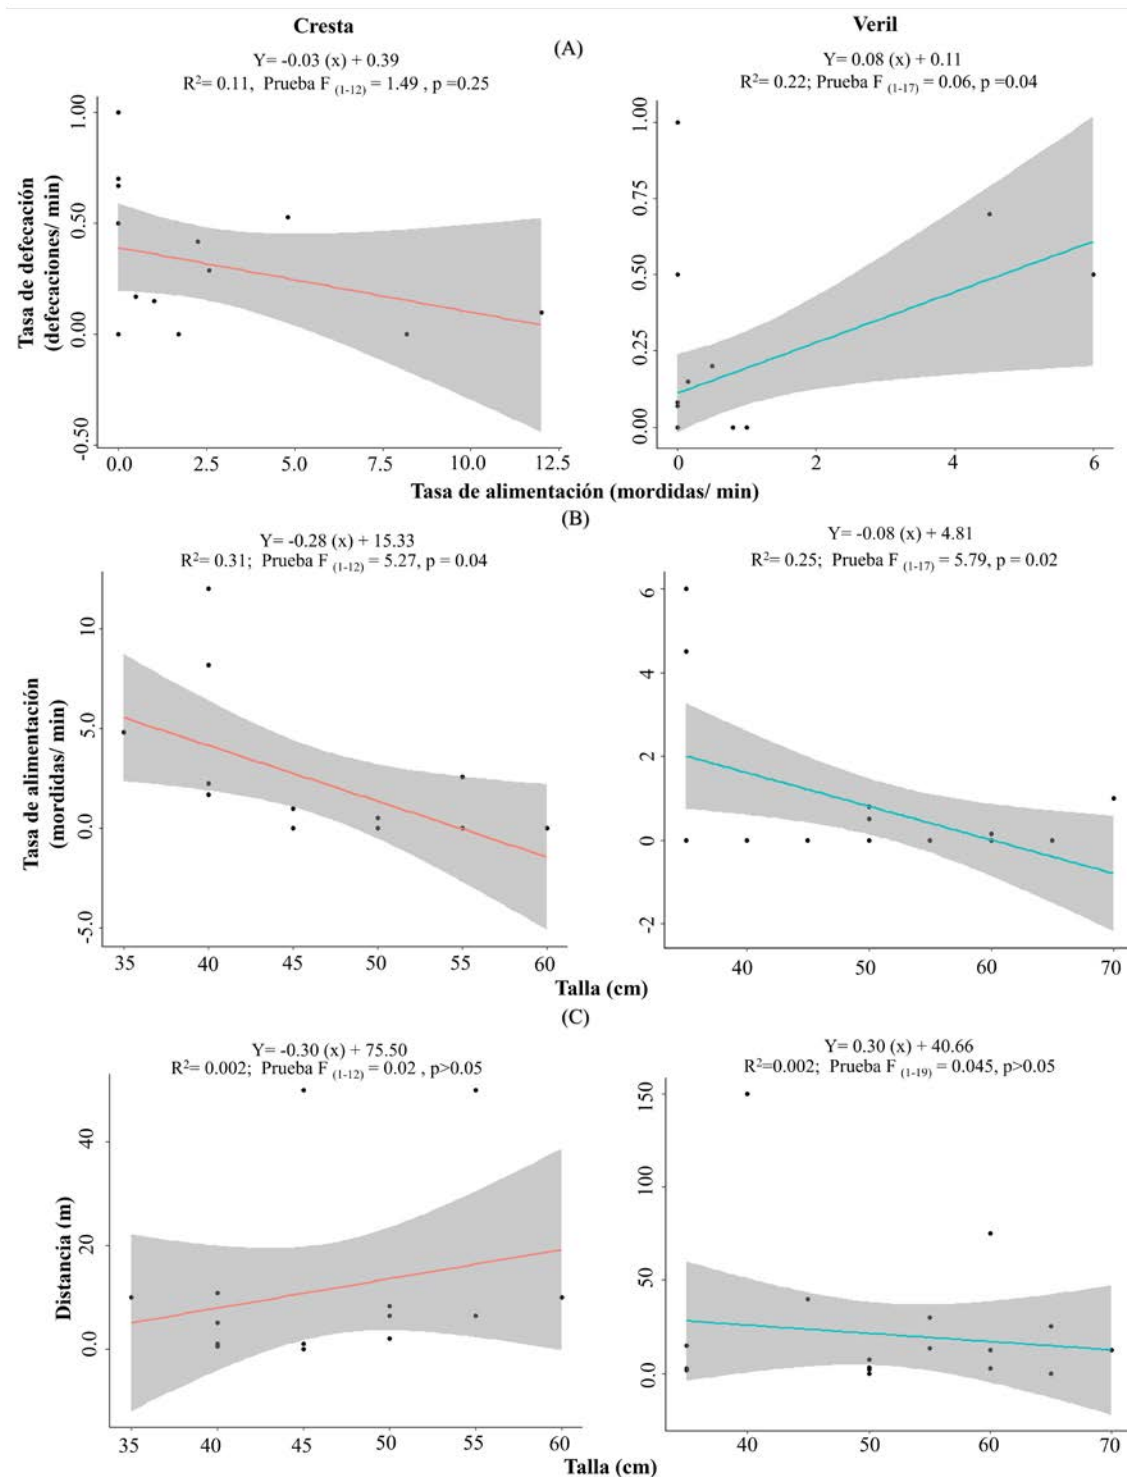 Cresta
Veril
(A)
Y= -0.03 (x) + 0.39
R²= 0.11, Prueba F (1-12) = 1.49 , p =0.25
Y= 0.08 (x) + 0.11
R²= 0.22; Prueba F (1-17) = 0.06, p =0.04
Tasa de defecación
(defecaciones/ min)
1.00
0.50
0.00
-0.50
0.0 2.5 5.0 7.5 10.0 12.5
1.00
0.75
0.50
0.25
0.00
0 2 4 6
Tasa de alimentación (mordidas/ min)
(B)
Y= -0.28 (x) + 15.33
R²= 0.31; Prueba F (1-12) = 5.27, p = 0.04
Y= -0.08 (x) + 4.81
R²= 0.25; Prueba F (1-17) = 5.79, p = 0.02
Tasa de alimentación
(mordidas/ min)
10
5.0
0.0
-5.0
35 40 45 50 55 60
6
4
2
0
-2
40 50 60 70
Talla (cm)
(C)
Y= -0.30 (x) + 75.50
R²= 0.002; Prueba F (1-12) = 0.02 , p>0.05
Y= 0.30 (x) + 40.66
R²=0.002; Prueba F (1-19) = 0.045, p>0.05
Distancia (m)
40
20
0.0
35 40 45 50 55 60
150
100
50
0.0
40 50 60 70
Talla (cm)